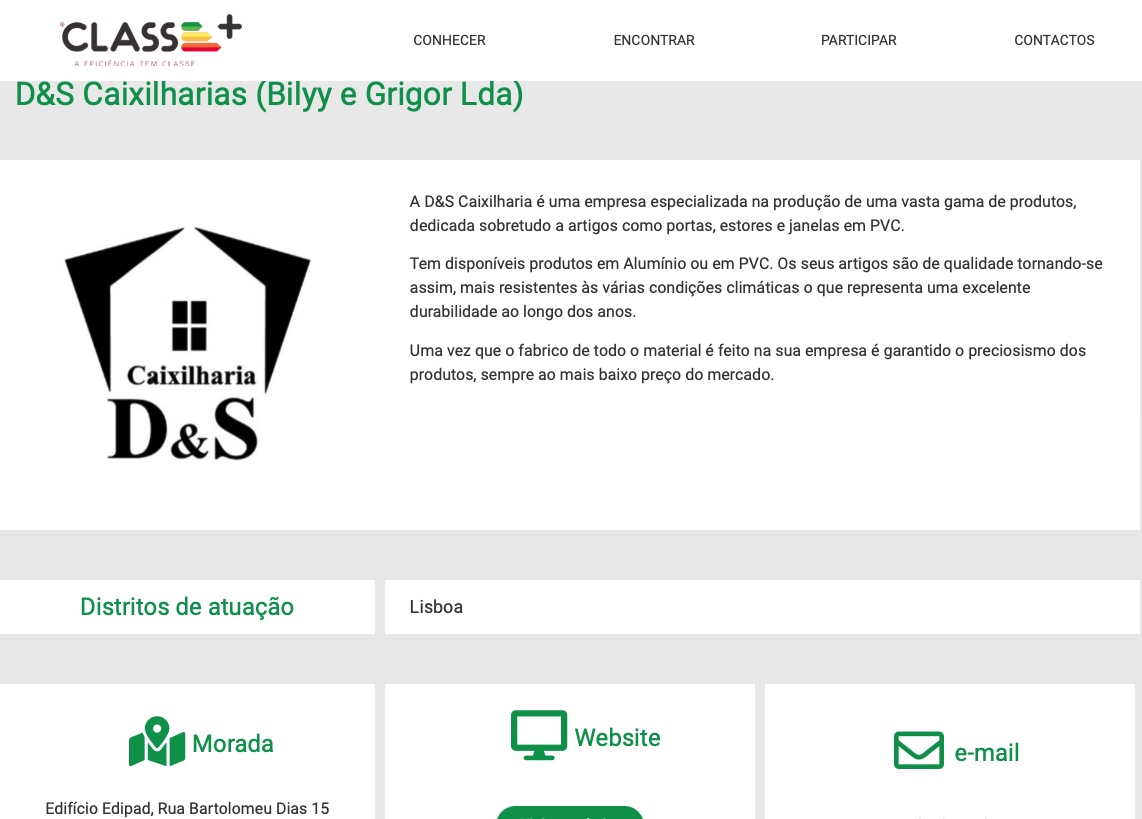 CLASSE+
A EFICIÊNCIA TEM CLASSE
CONHECER
ENCONTRAR
PARTICIPAR
CONTACTOS
D&S Caixilharias (Bilyy e Grigor Lda)
Caixilharia
D&S
A D&S Caixilharia é uma empresa especializada na produção de uma vasta gama de produtos,
dedicada sobretudo a artigos como portas, estores e janelas em PVC.
Tem disponíveis produtos em Alumínio ou em PVC. Os seus artigos são de qualidade tornando-se
assim, mais resistentes às várias condições climáticas o que representa uma excelente
durabilidade ao longo dos anos.
Uma vez que o fabrico de todo o material é feito na sua empresa é garantido o preciosismo dos
produtos, sempre ao mais baixo preço do mercado.
Distritos de atuação
Lisboa
Morada
Website
e-mail
Edifício Edipad, Rua Bartolomeu Dias 15